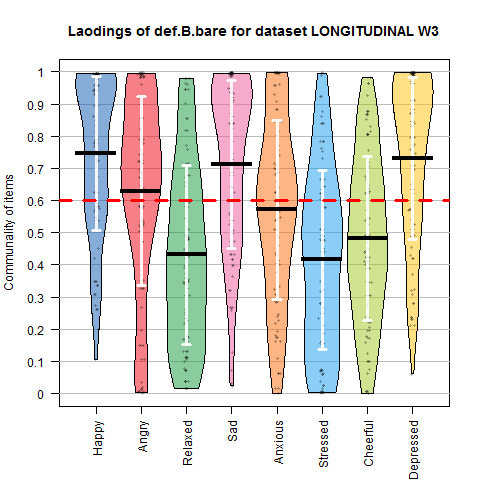 Laodings of def.B.bare for dataset LONGITUDINAL W3
Communality of items
1
0.9
0.8
0.7
0.6
0.5
0.4
0.3
0.2
0.1
0
Happy
Angry
Relaxed
Sad
Anxious
Stressed
Cheerful
Depressed